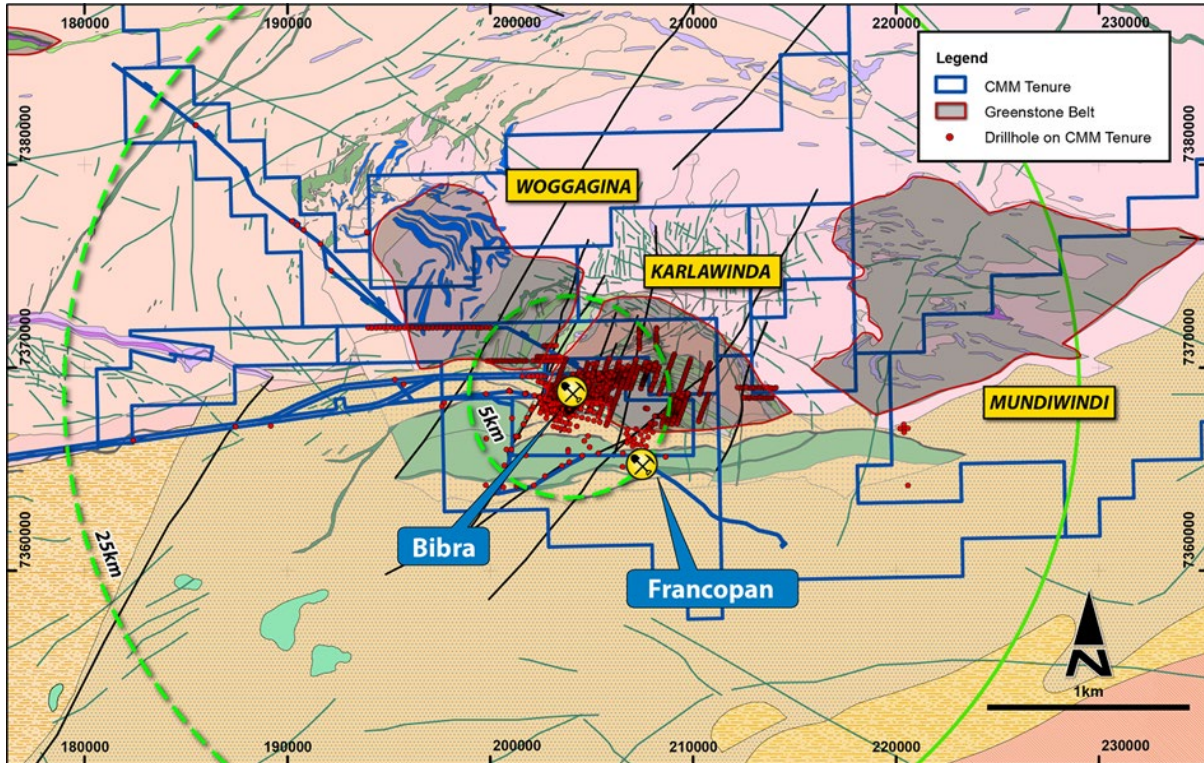 180000
190000
200000
210000
220000
230000
Legend
CMM Tenure
Greenstone Belt
Drillhole on CMM Tenure
7380000
7380000
WOGGAGINA
KARLAWINDA
7370000
7370000
MUNDIWINDI
5km
Bibra
25km
Francopan
7360000
7360000
N
1km
180000
190000
200000
210000
220000
230000